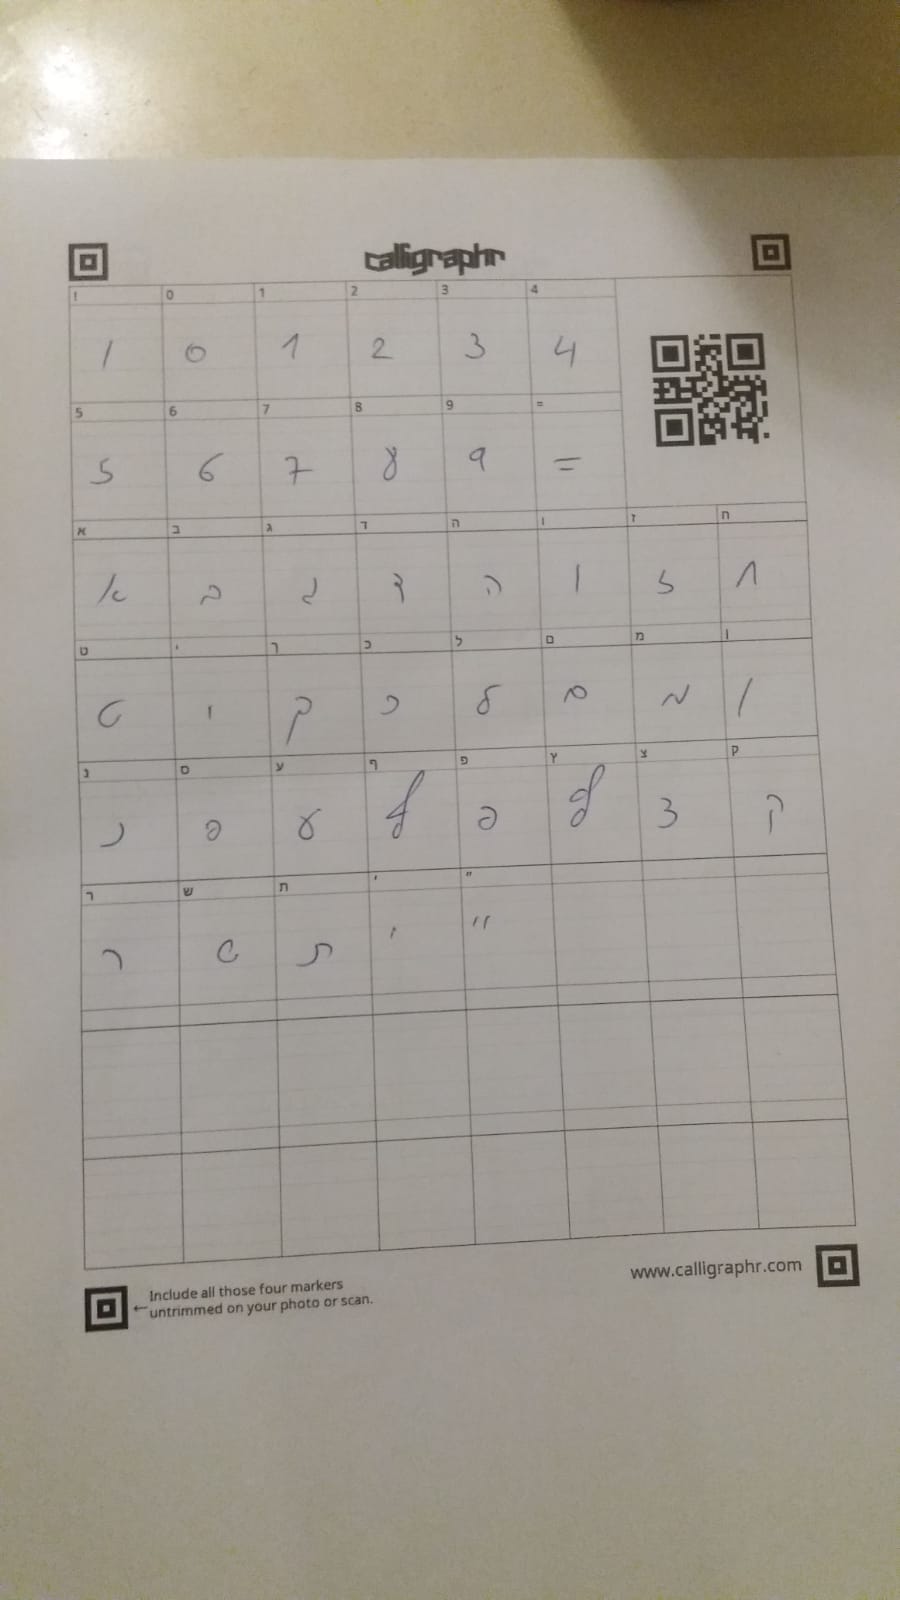 calligraphr
! 0 1 2 3 4
/ 0 1 2 3 4
5 6 7 8 9 =
5 6 7 8 9 =
א ב ג ד ה ו ז ח
א ב ג ד ה ו ז ח
ט י ך כ ל ם מ ן
ט י ך כ ל ם מ ן
נ ס ע ף פ ץ צ ק
נ ס ע ף פ ץ צ ק
ר ש ת ' "
ר ש ת ' "
Include all those four markers
← untrimmed on your photo or scan.
www.calligraphr.com